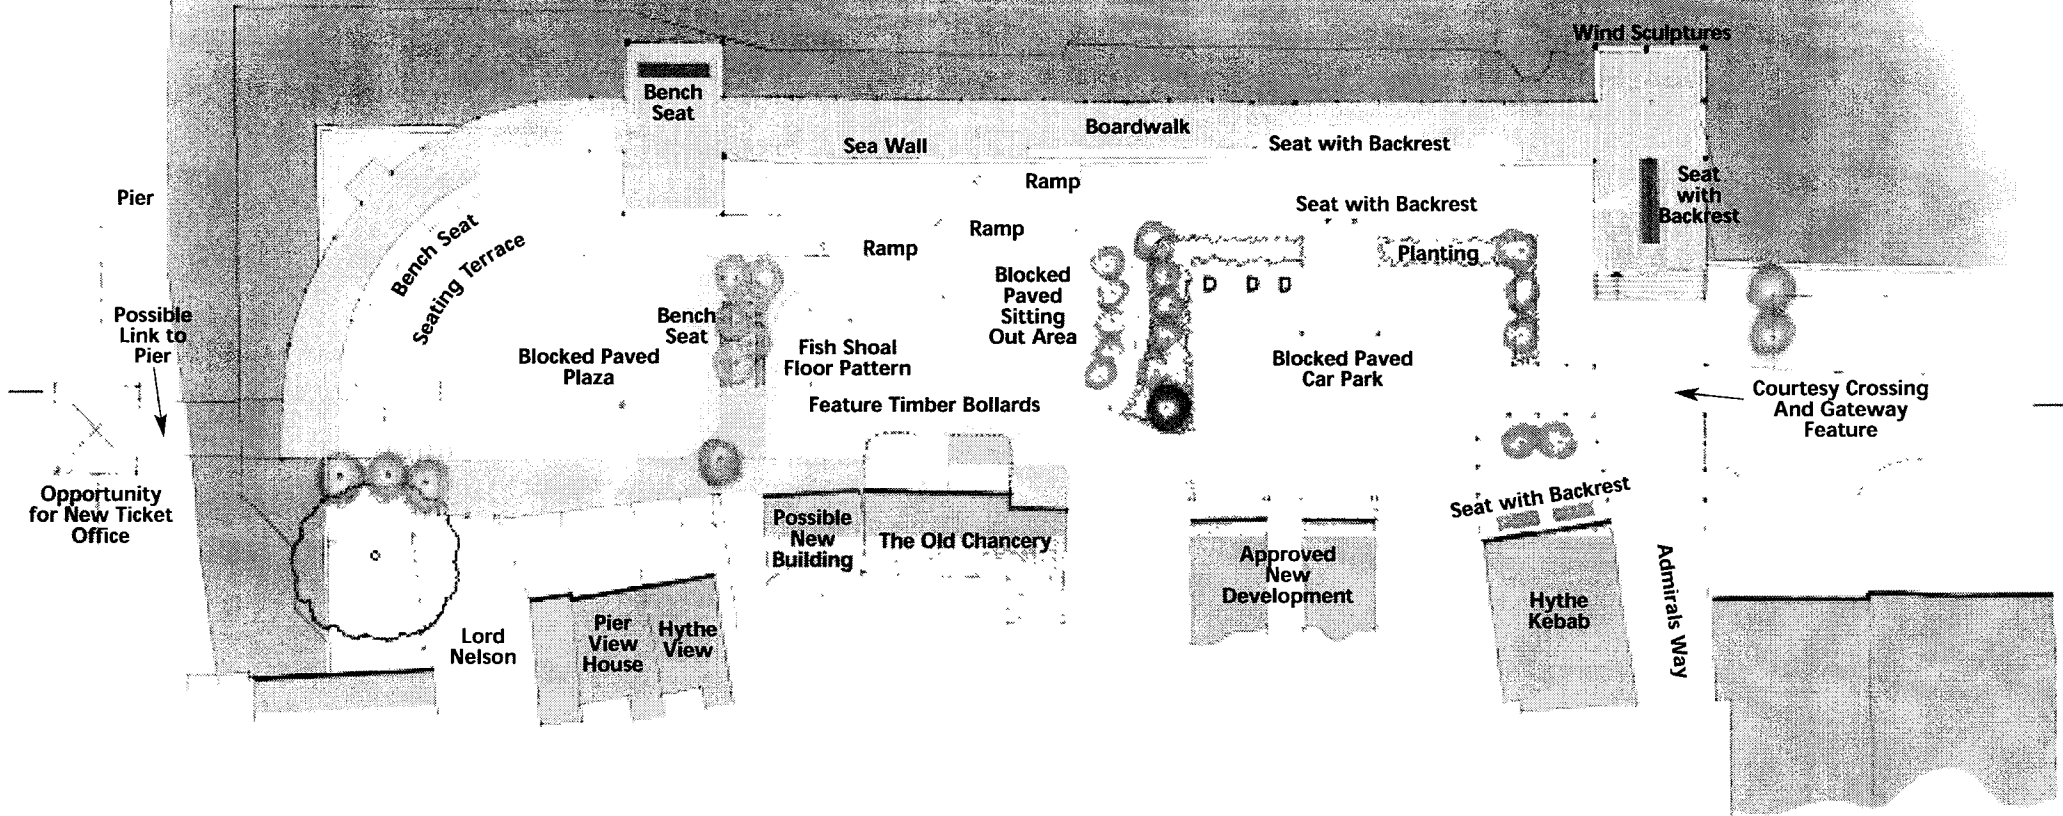 Wind Sculptures
Bench
Seat
Boardwalk
Sea Wall
Seat with Backrest
Pier
Ramp
Seat
with
Backrest
Seat with Backrest
Ramp
Ramp
Bench Seat
Seating Terrace
Planting
Blocked
Paved
Sitting
Out Area
D D D
Possible
Link to
Pier
Bench
Seat
Blocked Paved
Plaza
Fish Shoal
Floor Pattern
Blocked Paved
Car Park
Feature Timber Bollards
Courtesy Crossing
And Gateway
Feature
Opportunity
for New Ticket
Office
Seat with Backrest
Possible
New
Building
The Old Chancery
Approved
New
Development
Hythe
Kebab
Admirals Way
Lord
Nelson
Pier
View
House
Hythe
View